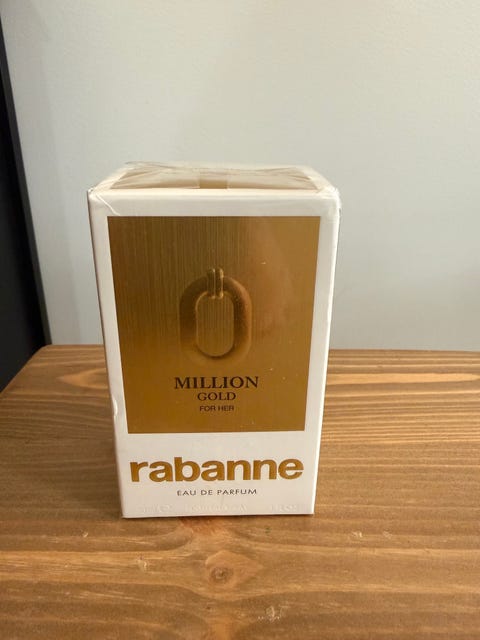 MILLION
GOLD
FOR HER
rabanne
EAU DE PARFUM